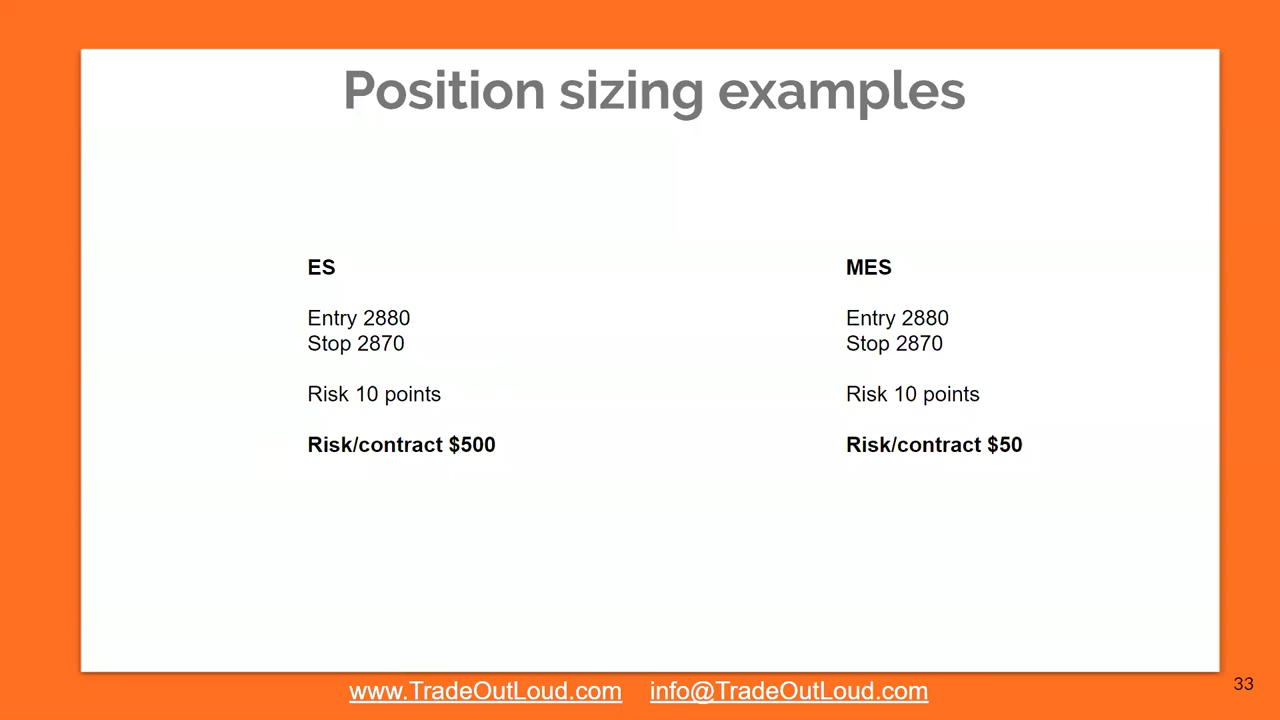 Position sizing examples
ES
Entry 2880
Stop 2870
Risk 10 points
Risk/contract $500
MES
Entry 2880
Stop 2870
Risk 10 points
Risk/contract $50
www.TradeOutLoud.com info@TradeOutLoud.com
33